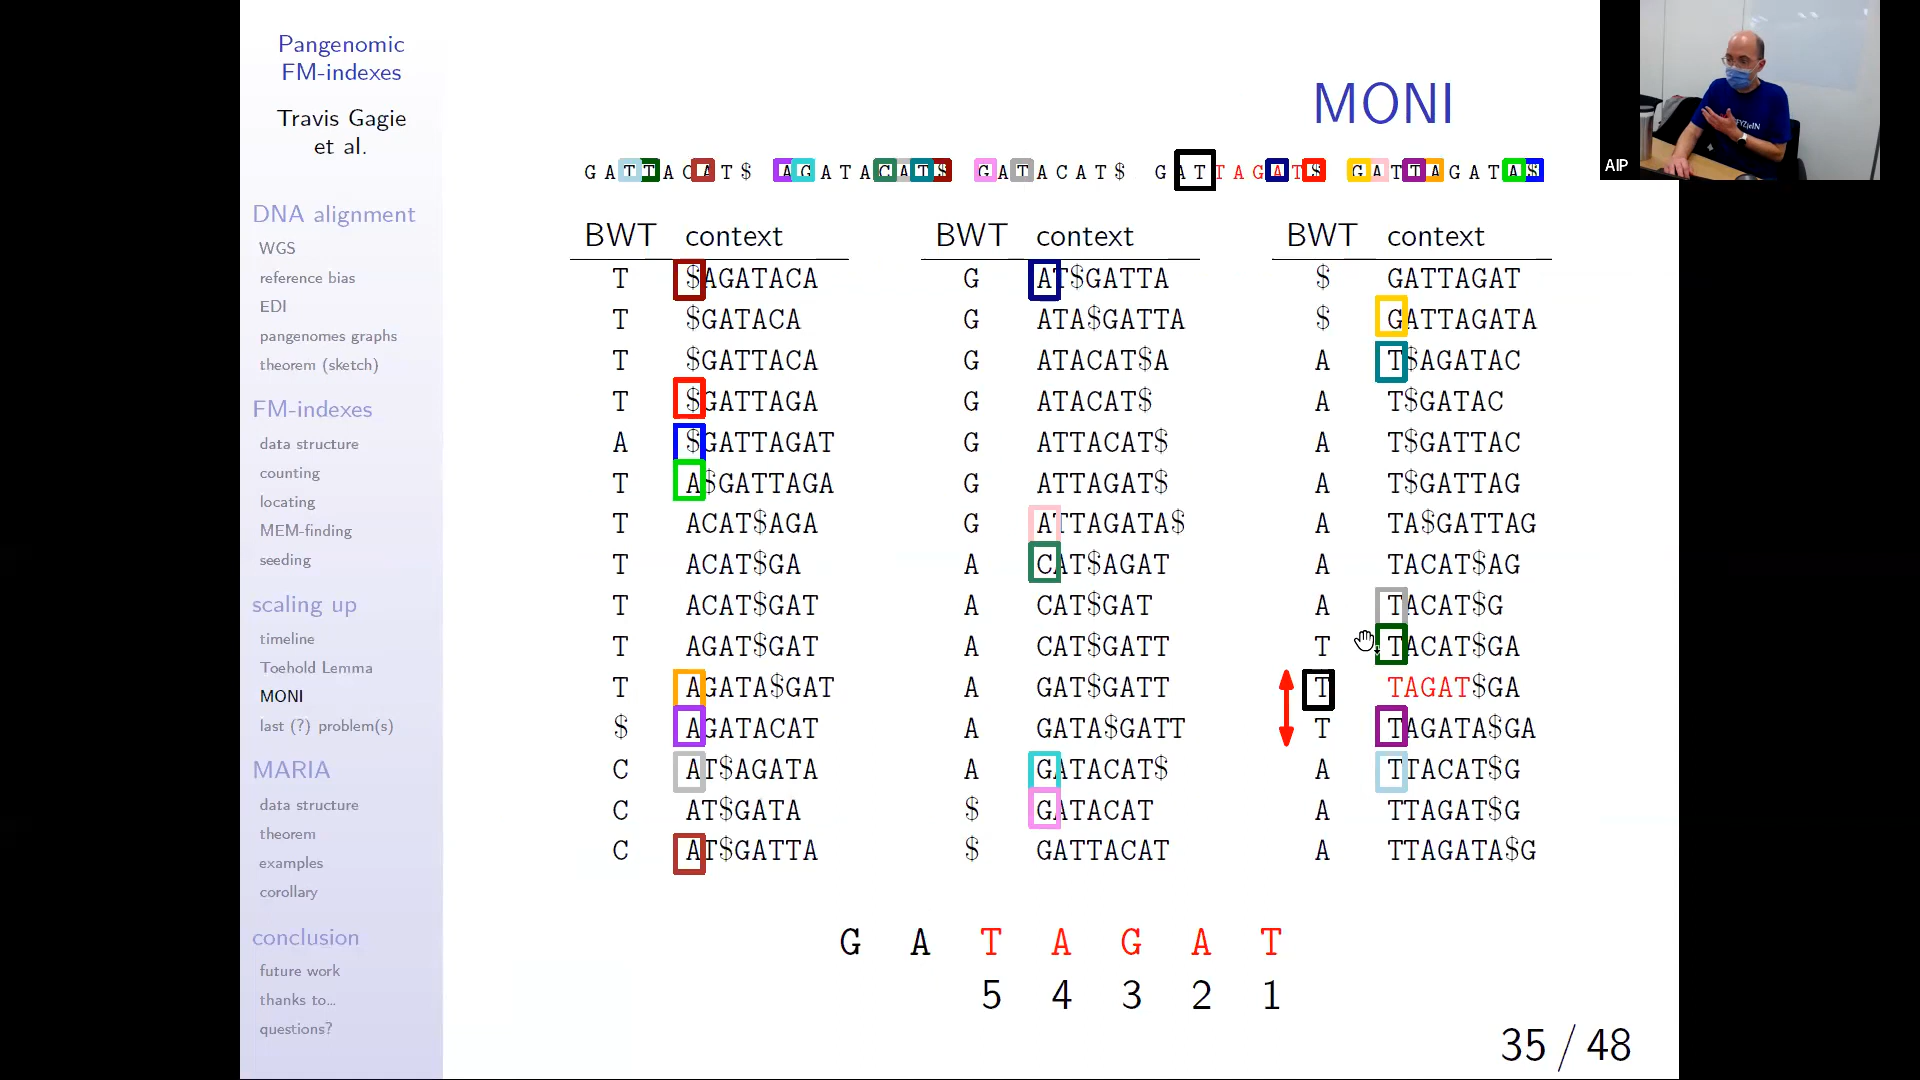 Pangenomic
FM-indexes
Travis Gagie
et al.
DNA alignment
WGS
reference bias
EDI
pangenomes graphs
theorem (sketch)
FM-indexes
data structure
counting
locating
MEM-finding
seeding
scaling up
timeline
Toehold Lemma
MONI
last (?) problem(s)
MARIA
data structure
theorem
examples
corollary
conclusion
future work
thanks to...
questions?
MONI
AIP
GATTACAT$ AGATACAT$ GATACAT$ GATTAGAT$ GATTAGATA$
BWT context BWT context BWT context
T $AGATACA G AT$GATTA $ GATTAGAT
T $GATACA G ATA$GATTA $ GATTAGATA
T $GATTACA G ATACAT$A A T$AGATAC
T $GATTAGA G ATACAT$ A T$GATAC
A $GATTAGAT G ATTACAT$ A T$GATTAC
T A$GATTAGA G ATTAGAT$ A T$GATTAG
T ACAT$AGA G ATTAGATA$ A TA$GATTAG
T ACAT$GA A CAT$AGAT A TACAT$AG
T ACAT$GAT A CAT$GAT A TACAT$G
T AGAT$GAT A CAT$GATT T TACAT$GA
T AGATA$GAT A GAT$GATT T TAGAT$GA
$ AGATACAT A GATA$GATT T TAGATA$GA
C AT$AGATA A GATACAT$ A TTACAT$G
C AT$GATA $ GATACAT A TTAGAT$G
C AT$GATTA $ GATTACAT A TTAGATA$G
G A T A G A T
5 4 3 2 1
35 / 48